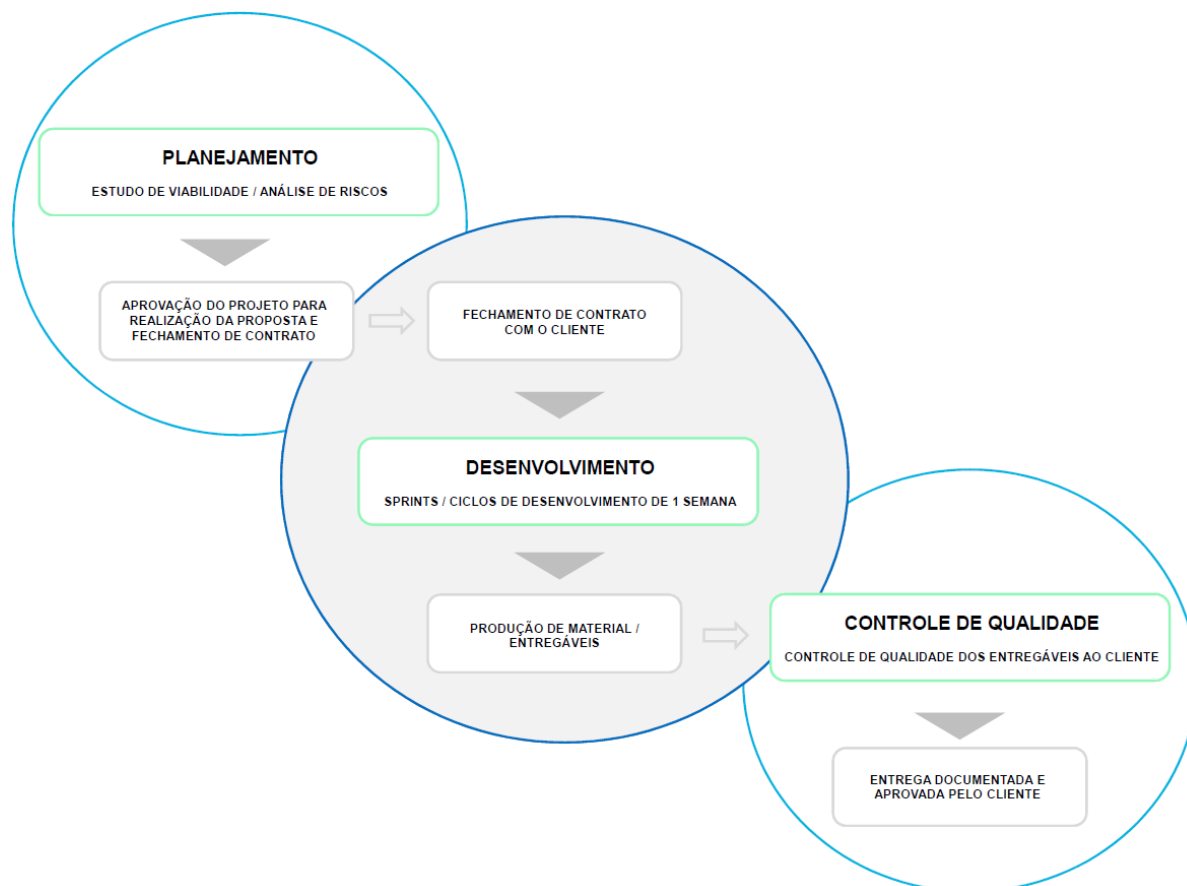 PLANEJAMENTO
ESTUDO DE VIABILIDADE / ANÁLISE DE RISCOS
APROVAÇÃO DO PROJETO PARA
REALIZAÇÃO DA PROPOSTA E
FECHAMENTO DE CONTRATO
FECHAMENTO DE CONTRATO
COM O CLIENTE
DESENVOLVIMENTO
SPRINTS / CICLOS DE DESENVOLVIMENTO DE 1 SEMANA
PRODUÇÃO DE MATERIAL /
ENTREGÁVEIS
CONTROLE DE QUALIDADE
CONTROLE DE QUALIDADE DOS ENTREGÁVEIS AO CLIENTE
ENTREGA DOCUMENTADA E
APROVADA PELO CLIENTE